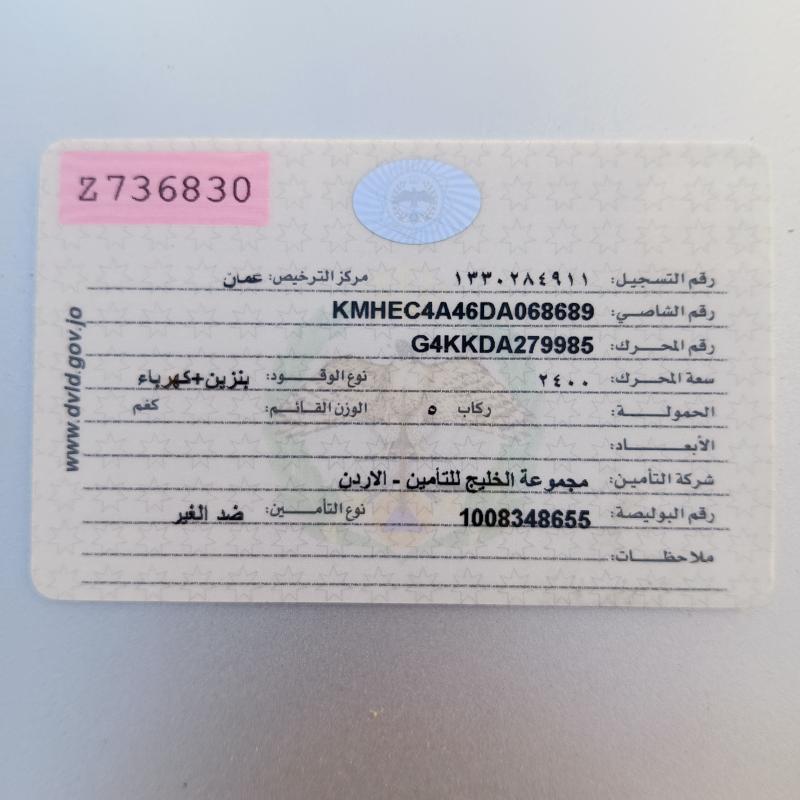 Z736830
رقم التسجيل: ١٣٣٠٢٨٤٩١١ مركز الترخيص: عمان
رقم الشاصي: KMHEC4A46DA068689
رقم المحرك: G4KKDA279985
سعة المحرك: ٢٤٠٠ نوع الوقود: بنزين+كهرباء
الحمولة: ٥ ركاب الوزن القائم: كغم
الأبعاد:
شركة التأمين: مجموعة الخليج للتأمين - الاردن
رقم البوليصة: 1008348655 نوع التأمين: ضد الغير
ملاحظات:
www.dvld.gov.jo